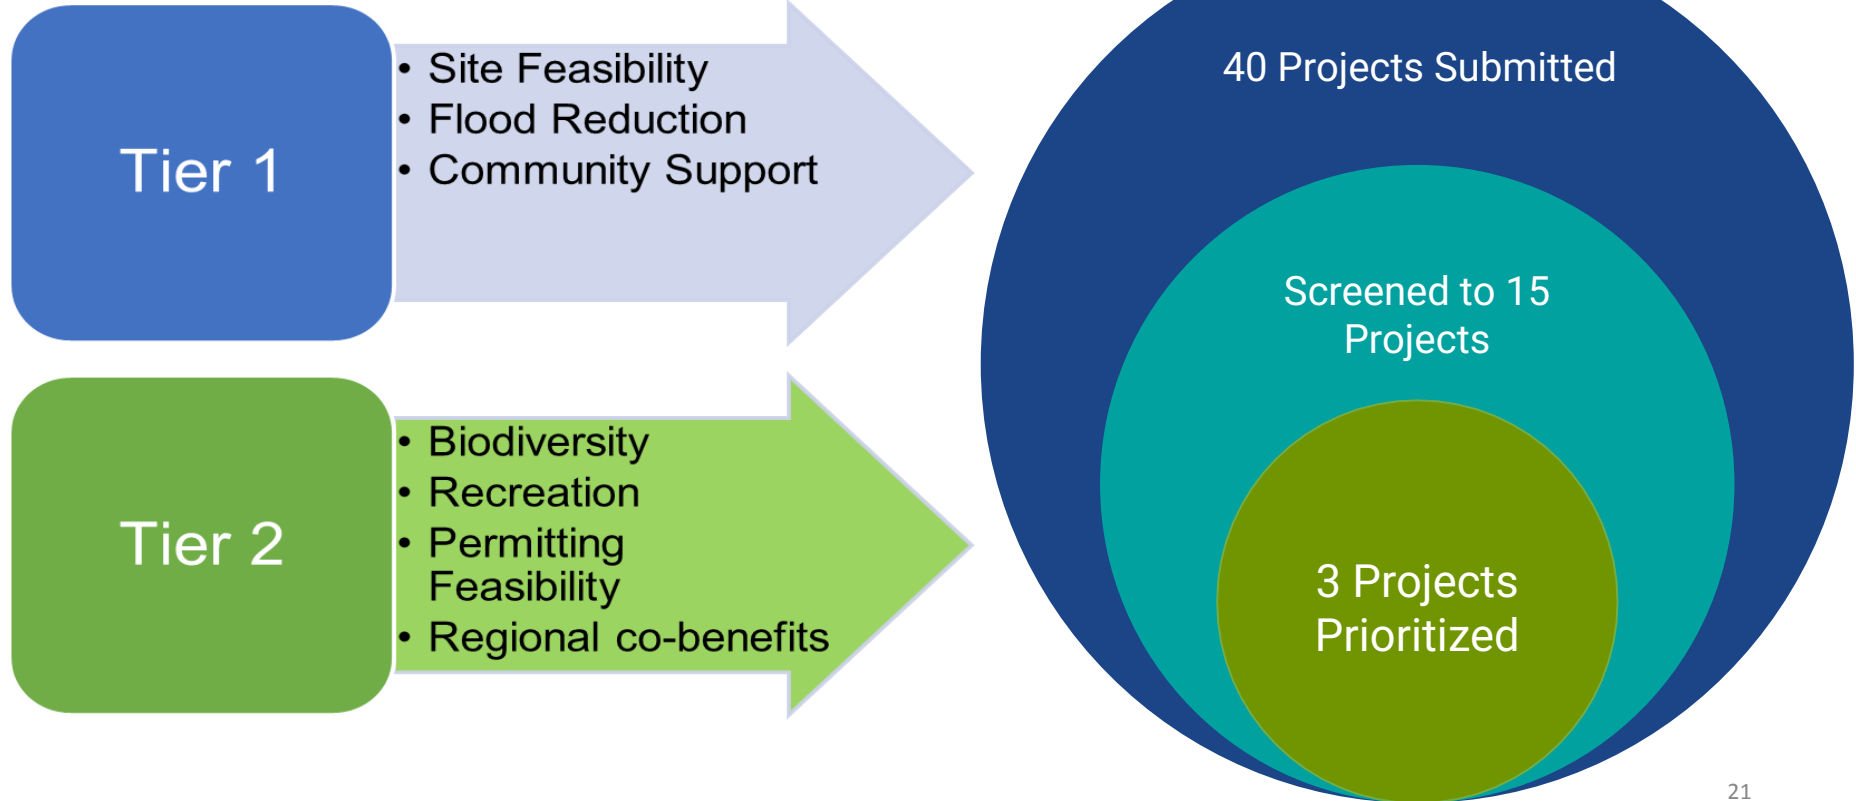 Tier 1
• Site Feasibility
• Flood Reduction
• Community Support
Tier 2
• Biodiversity
• Recreation
• Permitting
Feasibility
• Regional co-benefits
40 Projects Submitted
Screened to 15
Projects
3 Projects
Prioritized
21